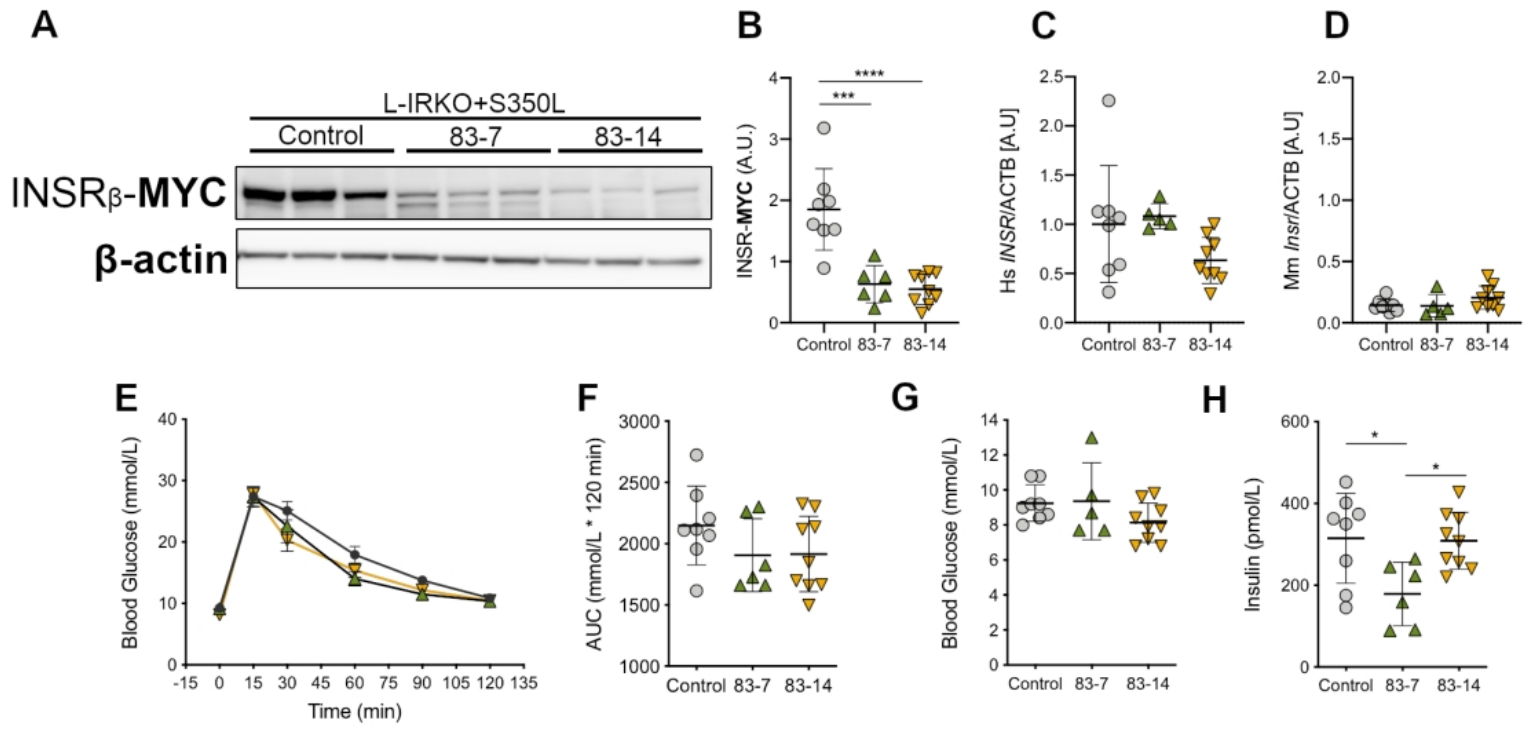 A
L-IRKO+S350L
Control 83-7 83-14
INSRβ-MYC
β-actin
B
INSR-MYC (A.U.)
4
3
2
1
0
****
***
Control 83-7 83-14
C
Hs INSR/ACTB [A.U]
2.5
2.0
1.5
1.0
0.5
0.0
Control 83-7 83-14
D
Mm Insr/ACTB [A.U]
2.0
1.5
1.0
0.5
0.0
Control 83-7 83-14
E
Blood Glucose (mmol/L)
40
30
20
10
0
-15 0 15 30 45 60 75 90 105 120 135
Time (min)
F
AUC (mmol/L * 120 min)
3000
2500
2000
1500
1000
Control 83-7 83-14
G
Blood Glucose (mmol/L)
14
12
10
8
6
4
2
0
Control 83-7 83-14
H
Insulin (pmol/L)
600
400
200
0
*
*
Control 83-7 83-14